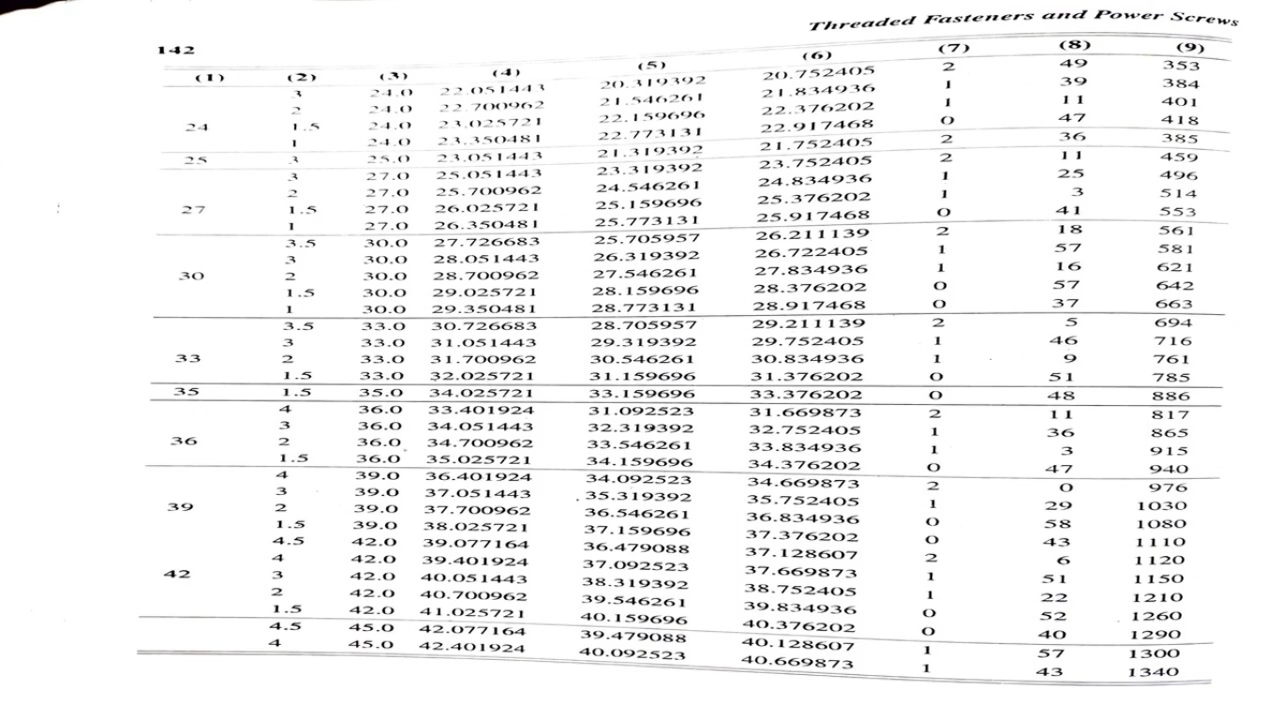 Threaded Fasteners and Power Screws
142
(1) (2) (3) (4) (5) (6) (7) (8) (9)
3 24.0 22.051443 20.319392 20.752405 2 49 353
2 24.0 22.700962 21.546261 21.834936 1 39 384
24 1.5 24.0 23.025721 22.159696 22.376202 1 11 401
1 24.0 23.350481 22.773131 22.917468 0 47 418
25 3 25.0 23.051443 21.319392 21.752405 2 36 385
3 27.0 25.051443 23.319392 23.752405 2 11 459
2 27.0 25.700962 24.546261 24.834936 1 25 496
27 1.5 27.0 26.025721 25.159696 25.376202 1 3 514
1 27.0 26.350481 25.773131 25.917468 0 41 553
3.5 30.0 27.726683 25.705957 26.211139 2 18 561
3 30.0 28.051443 26.319392 26.722405 1 57 581
30 2 30.0 28.700962 27.546261 27.834936 1 16 621
1.5 30.0 29.025721 28.159696 28.376202 0 57 642
1 30.0 29.350481 28.773131 28.917468 0 37 663
3.5 33.0 30.726683 28.705957 29.211139 2 5 694
3 33.0 31.051443 29.319392 29.752405 1 46 716
33 2 33.0 31.700962 30.546261 30.834936 1 9 761
1.5 33.0 32.025721 31.159696 31.376202 0 51 785
35 1.5 35.0 34.025721 33.159696 33.376202 0 48 886
4 36.0 33.401924 31.092523 31.669873 2 11 817
3 36.0 34.051443 32.319392 32.752405 1 36 865
36 2 36.0 34.700962 33.546261 33.834936 1 3 915
1.5 36.0 35.025721 34.159696 34.376202 0 47 940
4 39.0 36.401924 34.092523 34.669873 2 0 976
3 39.0 37.051443 35.319392 35.752405 1 29 1030
39 2 39.0 37.700962 36.546261 36.834936 0 58 1080
1.5 39.0 38.025721 37.159696 37.376202 0 43 1110
4.5 42.0 39.077164 36.479088 37.128607 2 6 1120
4 42.0 39.401924 37.092523 37.669873 1 51 1150
42 3 42.0 40.051443 38.319392 38.752405 1 22 1210
2 42.0 40.700962 39.546261 39.834936 0 52 1260
1.5 42.0 41.025721 40.159696 40.376202 0 40 1290
4.5 45.0 42.077164 39.479088 40.128607 1 57 1300
4 45.0 42.401924 40.092523 40.669873 1 43 1340